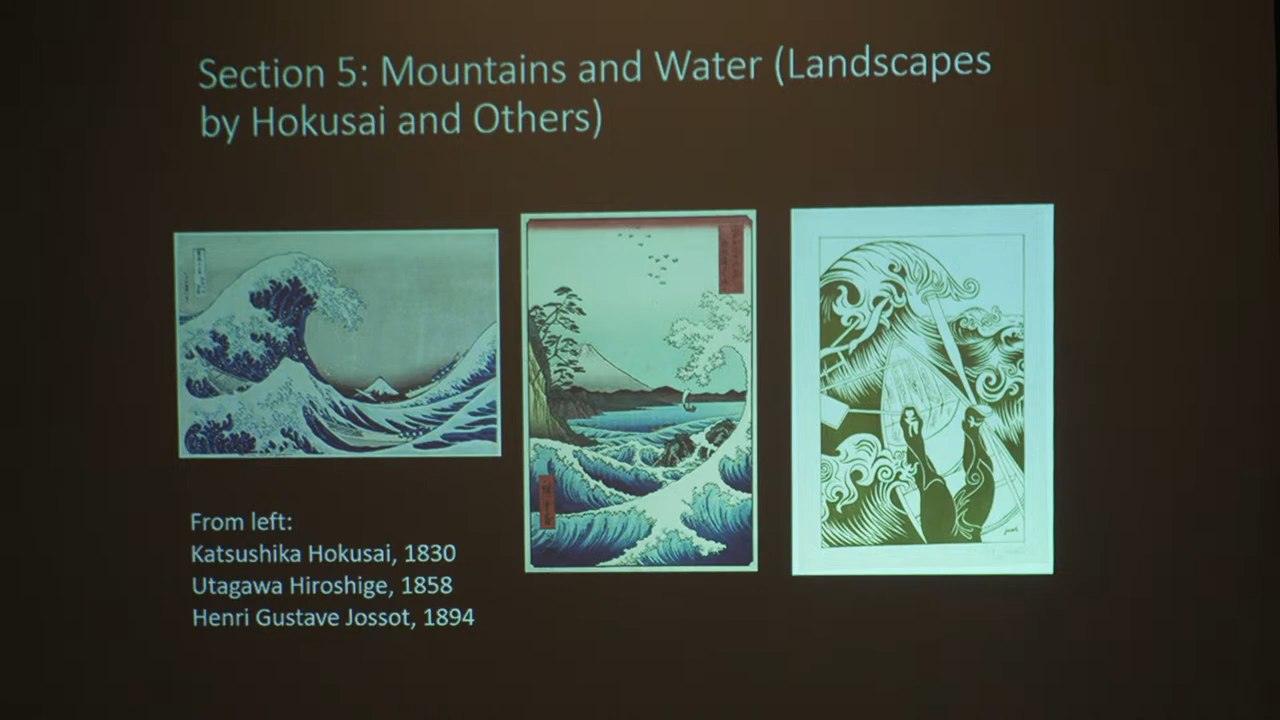 Section 5: Mountains and Water (Landscapes
by Hokusai and Others)
From left:
Katsushika Hokusai, 1830
Utagawa Hiroshige, 1858
Henri Gustave Jossot, 1894